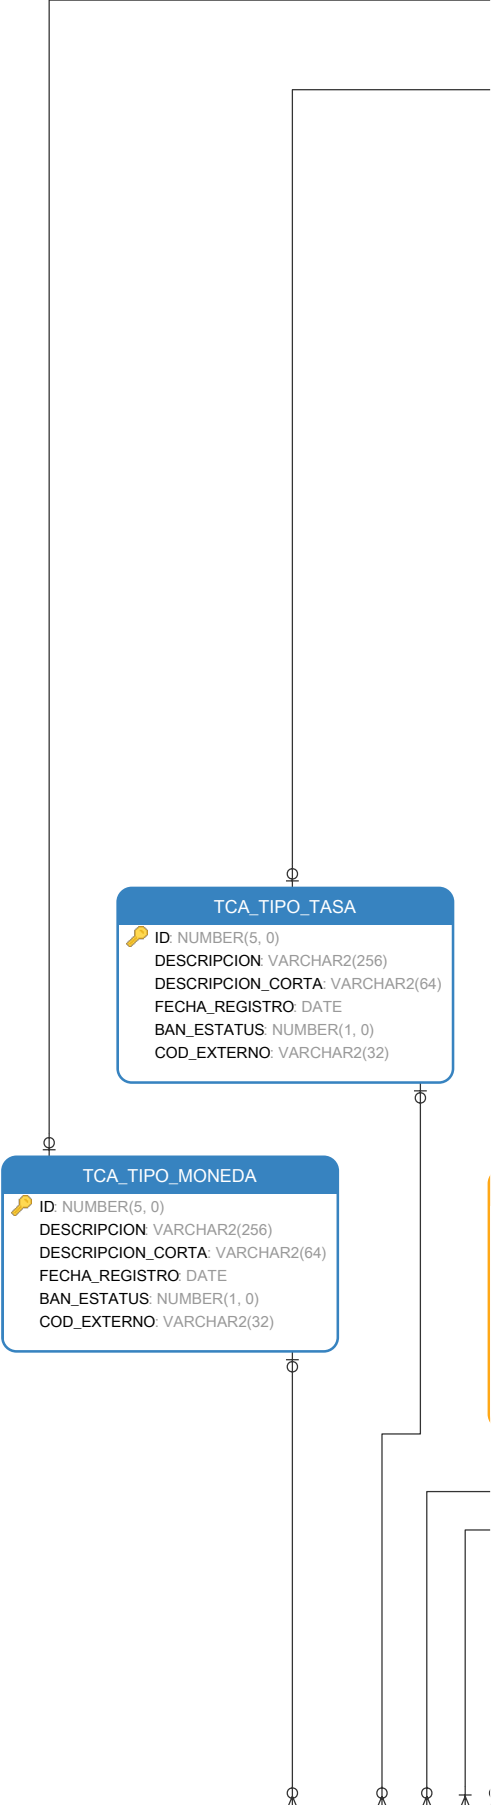 TCA_TIPO_TASA
ID: NUMBER(5, 0)
DESCRIPCION: VARCHAR2(256)
DESCRIPCION_CORTA: VARCHAR2(64)
FECHA_REGISTRO: DATE
BAN_ESTATUS: NUMBER(1, 0)
COD_EXTERNO: VARCHAR2(32)
TCA_TIPO_MONEDA
ID: NUMBER(5, 0)
DESCRIPCION: VARCHAR2(256)
DESCRIPCION_CORTA: VARCHAR2(64)
FECHA_REGISTRO: DATE
BAN_ESTATUS: NUMBER(1, 0)
COD_EXTERNO: VARCHAR2(32)